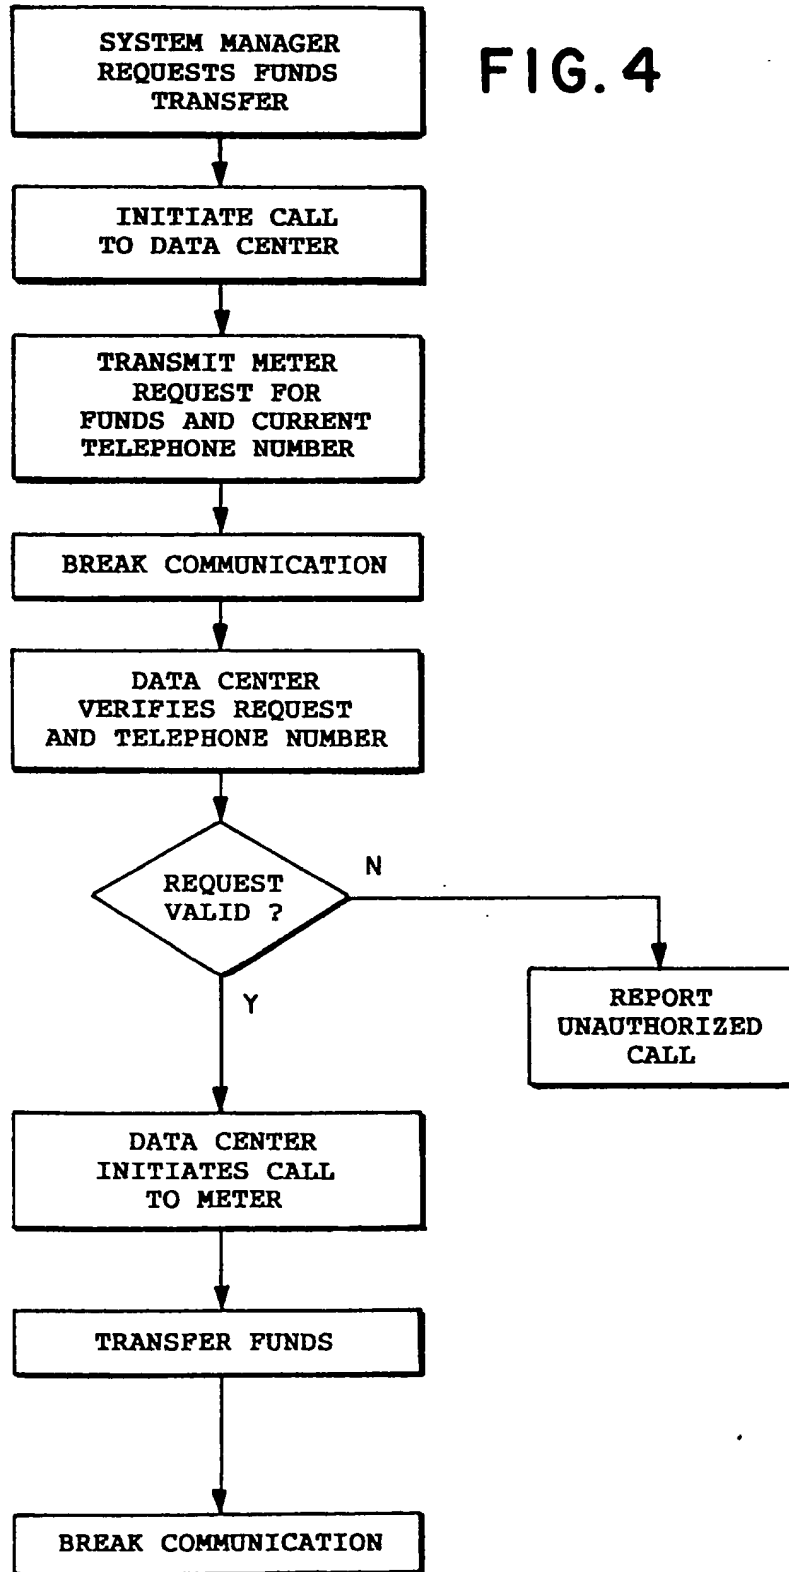 SYSTEM MANAGER
REQUESTS FUNDS
TRANSFER
FIG. 4
INITIATE CALL
TO DATA CENTER
TRANSMIT METER
REQUEST FOR
FUNDS AND CURRENT
TELEPHONE NUMBER
BREAK COMMUNICATION
DATA CENTER
VERIFIES REQUEST
AND TELEPHONE NUMBER
REQUEST
VALID ?
N
Y
REPORT
UNAUTHORIZED
CALL
DATA CENTER
INITIATES CALL
TO METER
TRANSFER FUNDS
BREAK COMMUNICATION